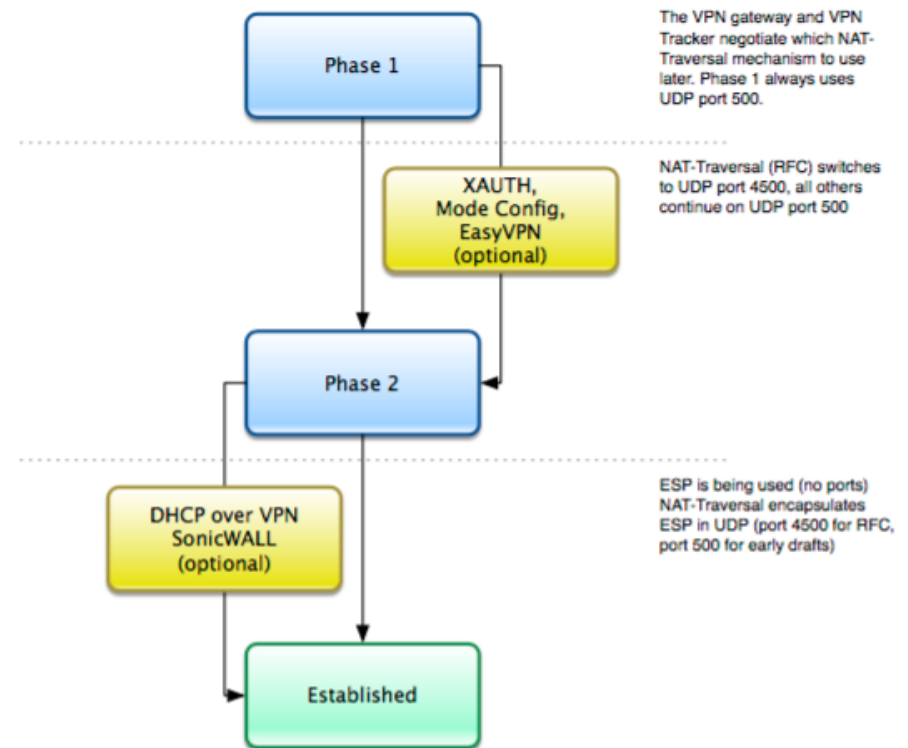 Phase 1
The VPN gateway and VPN
Tracker negotiate which NAT-
Traversal mechanism to use
later. Phase 1 always uses
UDP port 500.
XAUTH,
Mode Config,
EasyVPN
(optional)
NAT-Traversal (RFC) switches
to UDP port 4500, all others
continue on UDP port 500
Phase 2
DHCP over VPN
SonicWALL
(optional)
ESP is being used (no ports)
NAT-Traversal encapsulates
ESP in UDP (port 4500 for RFC,
port 500 for early drafts)
Established